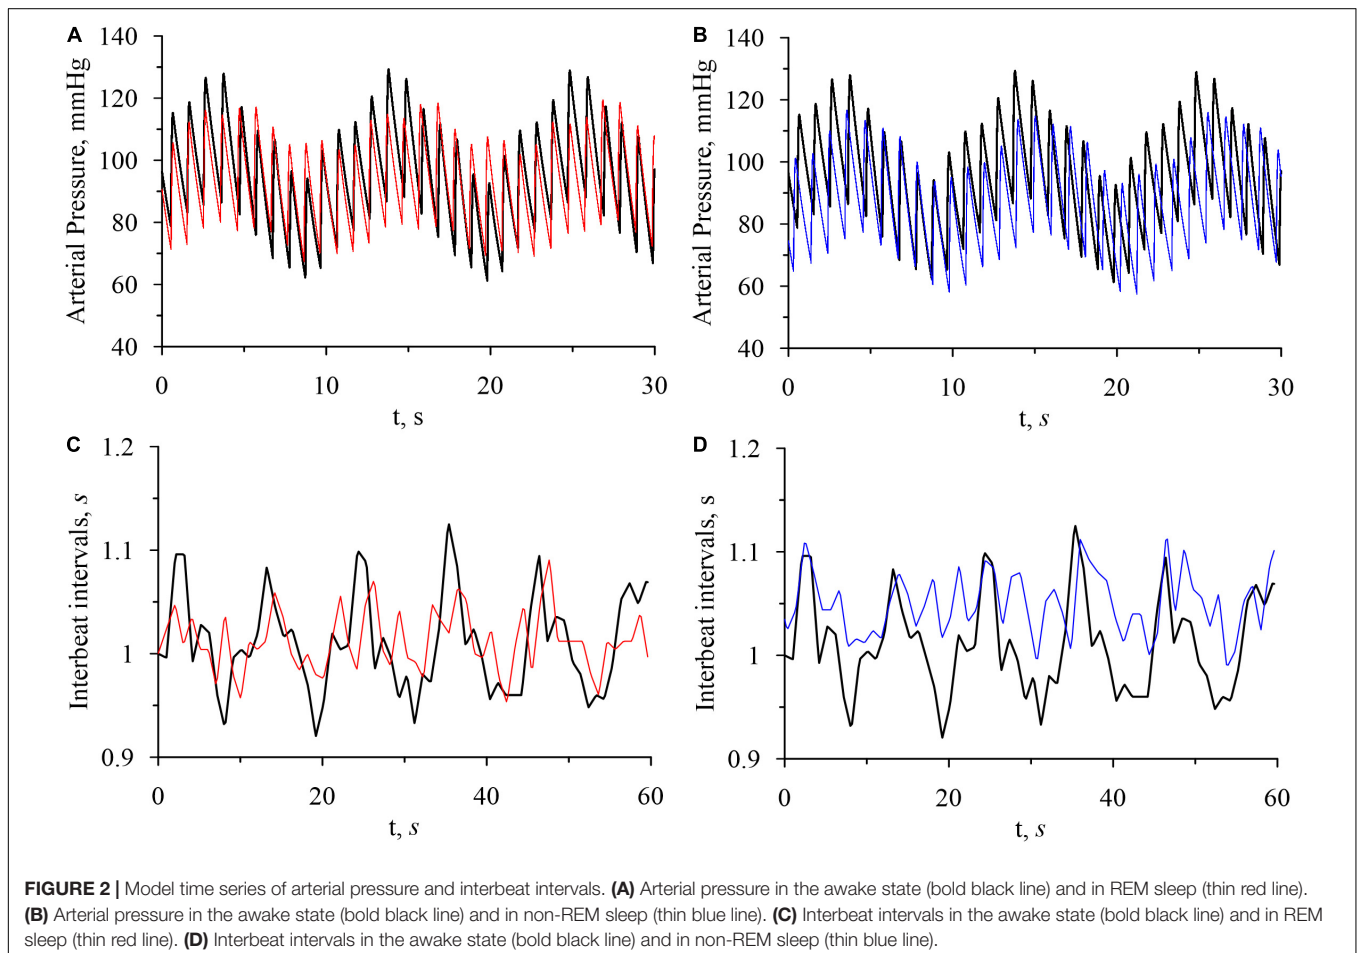 A
140
120
100
80
60
40
Arterial Pressure, mmHg
0
10
20
30
t, s
B
140
120
100
80
60
40
Arterial Pressure, mmHg
0
10
20
30
t, s
C
1.2
1.1
1
0.9
Interbeat intervals, s
0
20
40
60
t, s
D
1.2
1.1
1
0.9
Interbeat intervals, s
0
20
40
60
t, s
FIGURE 2 | Model time series of arterial pressure and interbeat intervals. (A) Arterial pressure in the awake state (bold black line) and in REM sleep (thin red line).
(B) Arterial pressure in the awake state (bold black line) and in non-REM sleep (thin blue line). (C) Interbeat intervals in the awake state (bold black line) and in REM
sleep (thin red line). (D) Interbeat intervals in the awake state (bold black line) and in non-REM sleep (thin blue line).